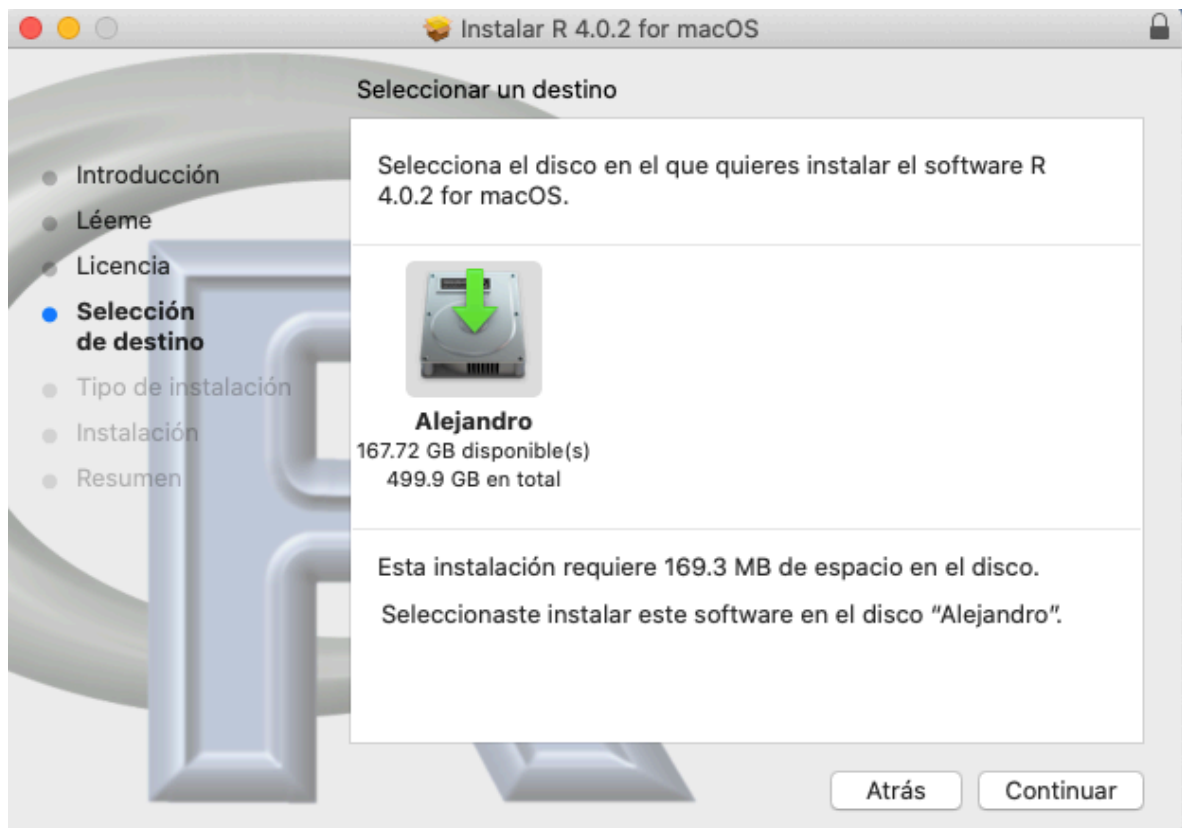 Instalar R 4.0.2 for macOS
Seleccionar un destino
Introducción
Léeme
Licencia
Selección
de destino
Tipo de instalación
Instalación
Resumen
Selecciona el disco en el que quieres instalar el software R
4.0.2 for macOS.
Alejandro
167.72 GB disponible(s)
499.9 GB en total
Esta instalación requiere 169.3 MB de espacio en el disco.
Seleccionaste instalar este software en el disco “Alejandro”.
Atrás
Continuar